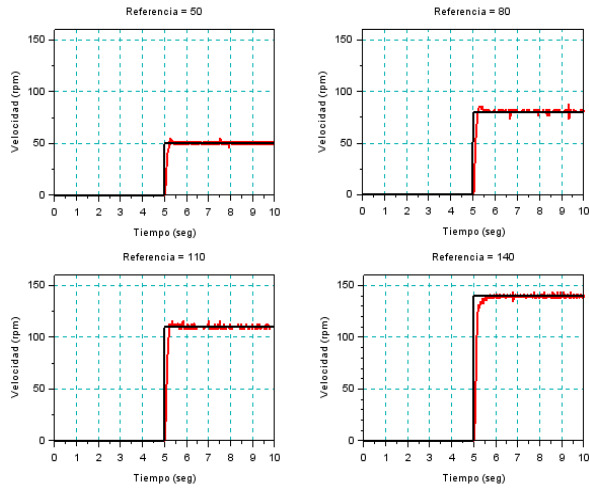 Referencia = 50
150
100
50
0
Velocidad (rpm)
0 1 2 3 4 5 6 7 8 9 10
Tiempo (seg)
Referencia = 80
150
100
50
0
Velocidad (rpm)
0 1 2 3 4 5 6 7 8 9 10
Tiempo (seg)
Referencia = 110
150
100
50
0
Velocidad (rpm)
0 1 2 3 4 5 6 7 8 9 10
Tiempo (seg)
Referencia = 140
150
100
50
0
Velocidad (rpm)
0 1 2 3 4 5 6 7 8 9 10
Tiempo (seg)